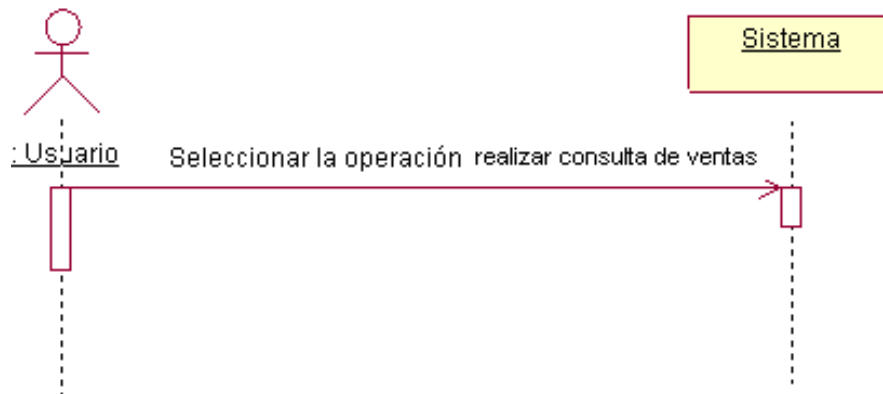 Sistema
: Usuario
Seleccionar la operación realizar consulta de ventas